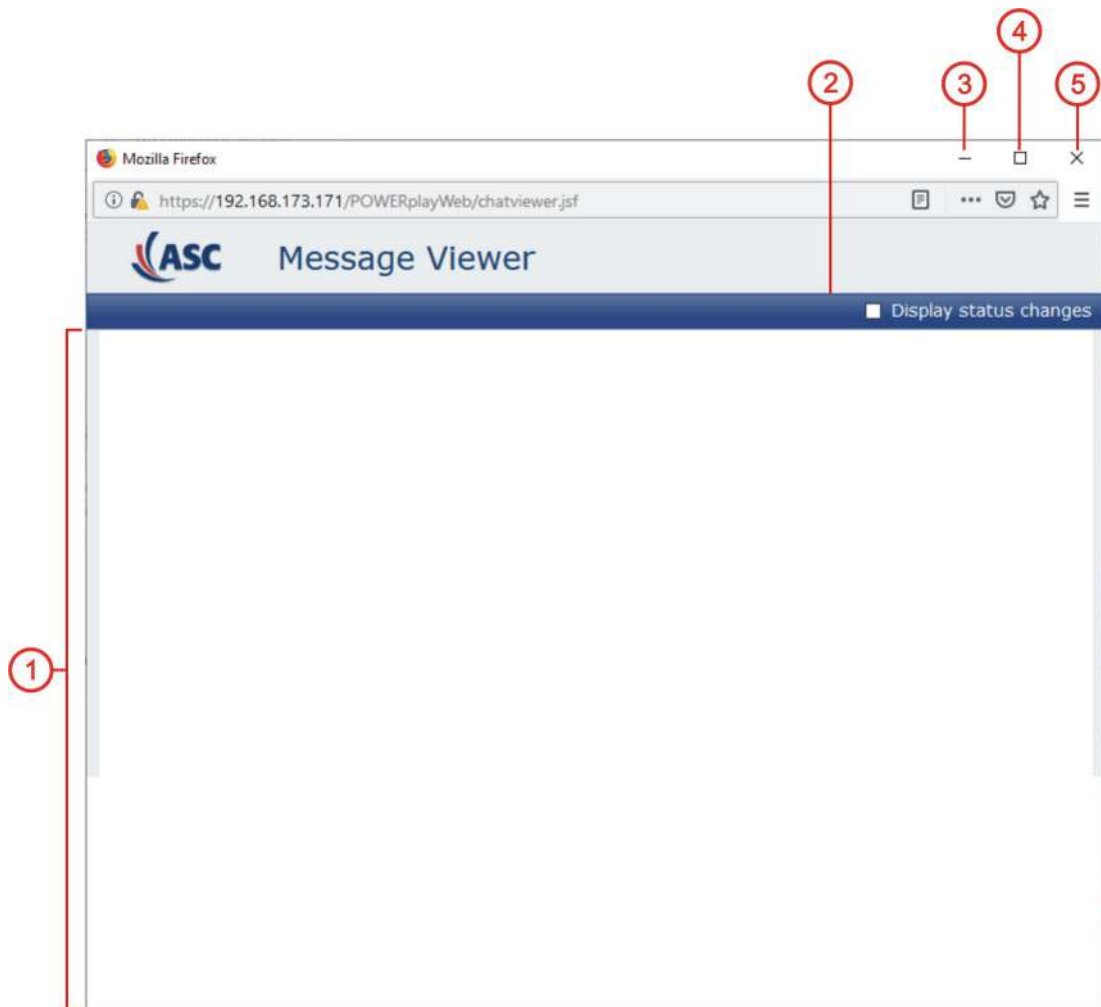 4
2
3
5
Mozilla Firefox
https://192.168.173.171/POWERplayWeb/chatviewer.jsf
ASC Message Viewer
Display status changes
1